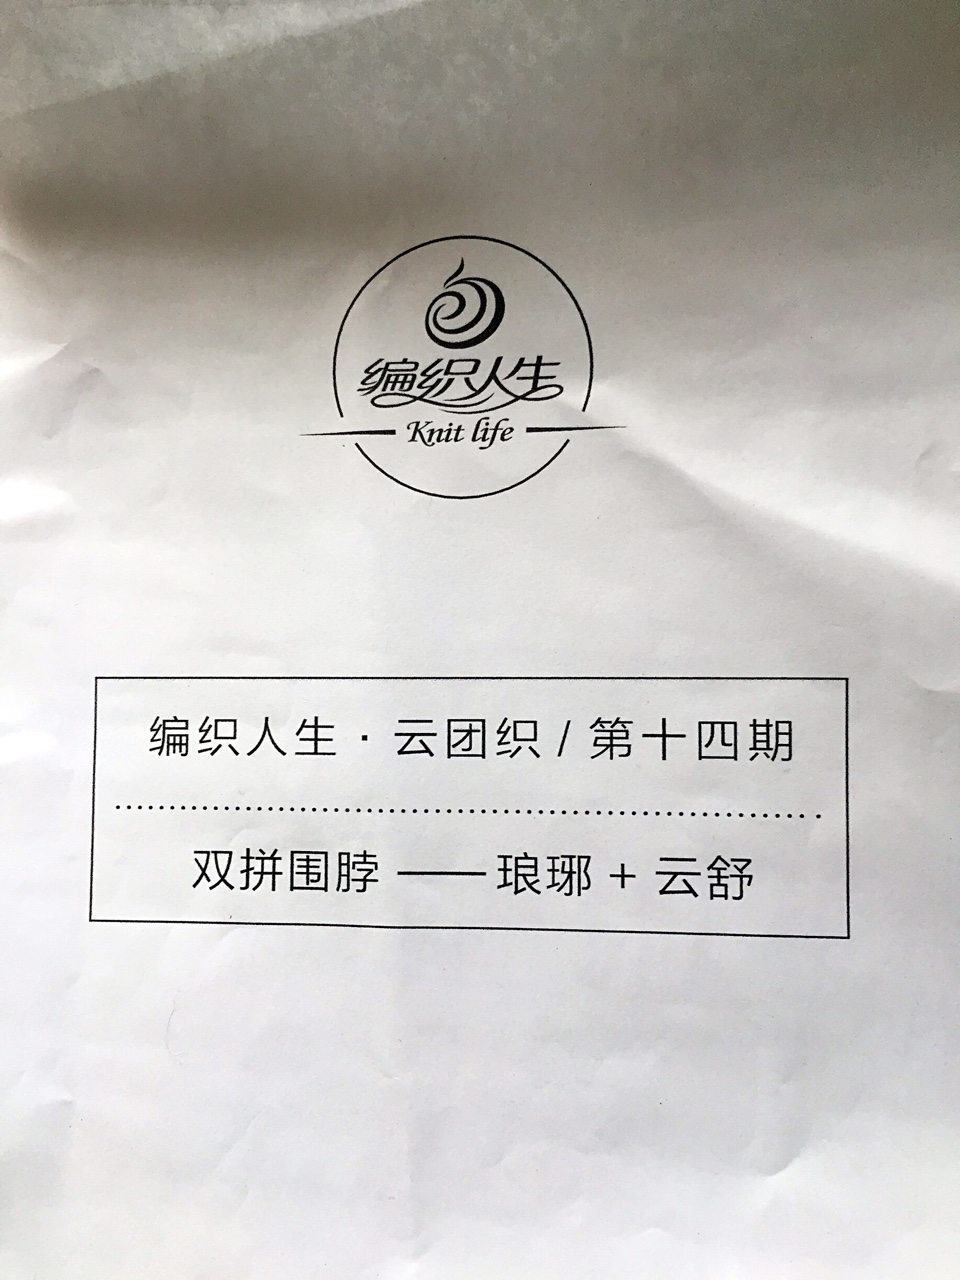 编织人生
Knit life
编织人生·云团织/第十四期
双拼围脖——琅琊+云舒